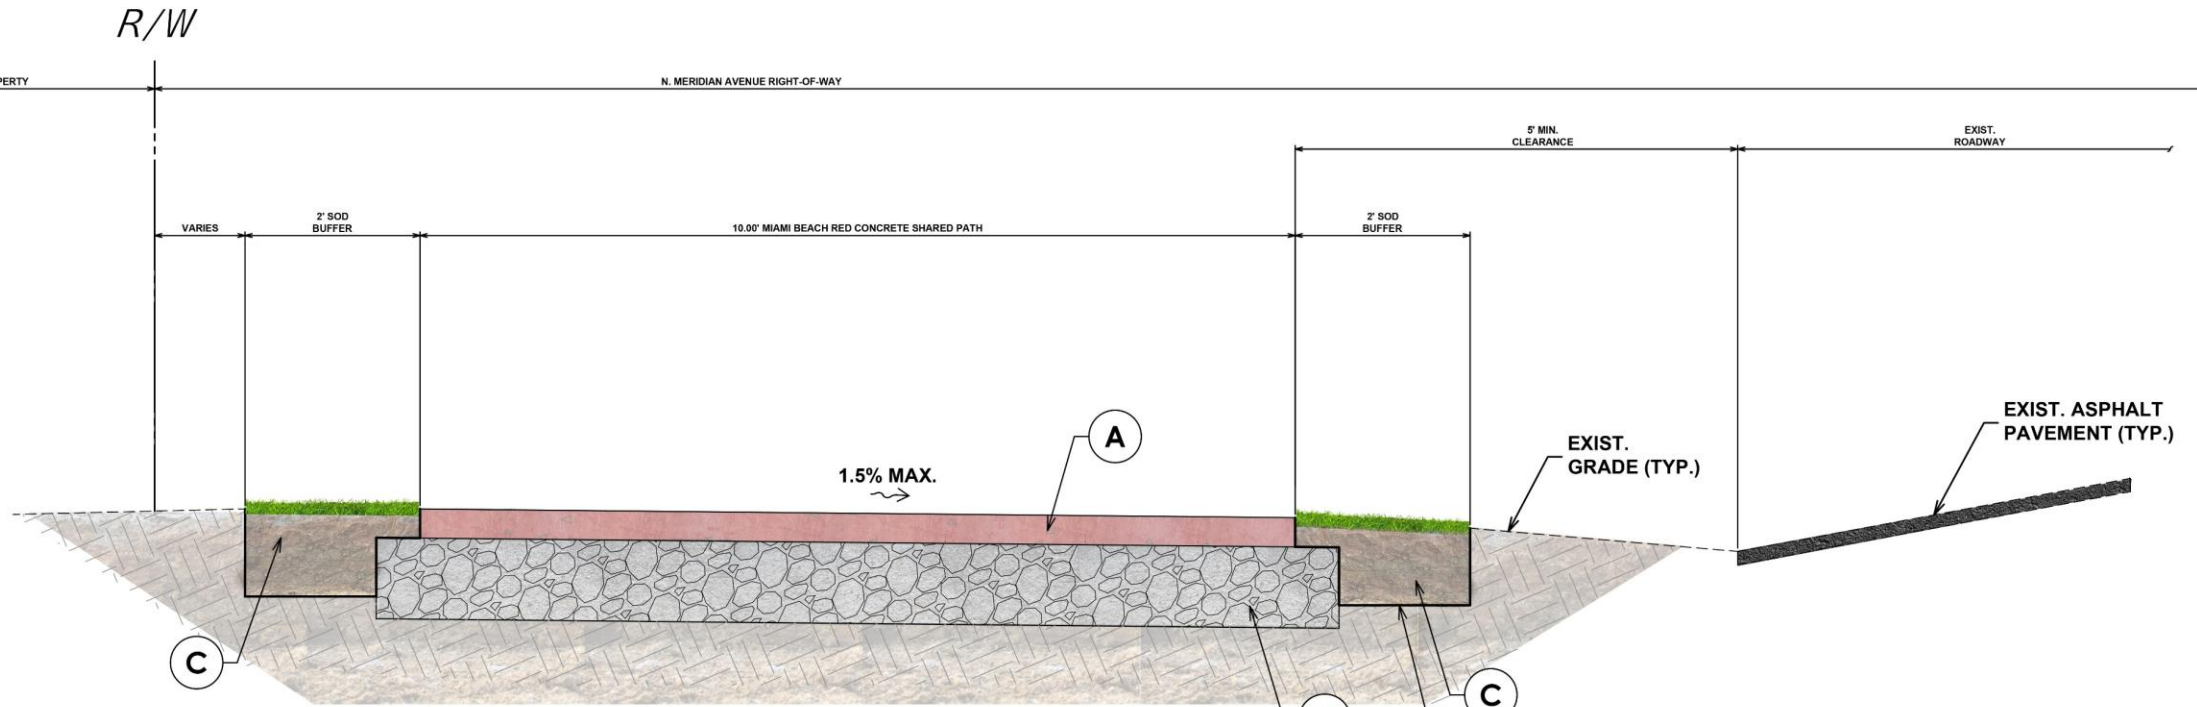 R/W
PERTY
N. MERIDIAN AVENUE RIGHT-OF-WAY
5' MIN.
CLEARANCE
EXIST.
ROADWAY
VARIES
2' SOD
BUFFER
10.00' MIAMI BEACH RED CONCRETE SHARED PATH
2' SOD
BUFFER
EXIST. ASPHALT
PAVEMENT (TYP.)
A
EXIST.
GRADE (TYP.)
1.5% MAX.
C
C